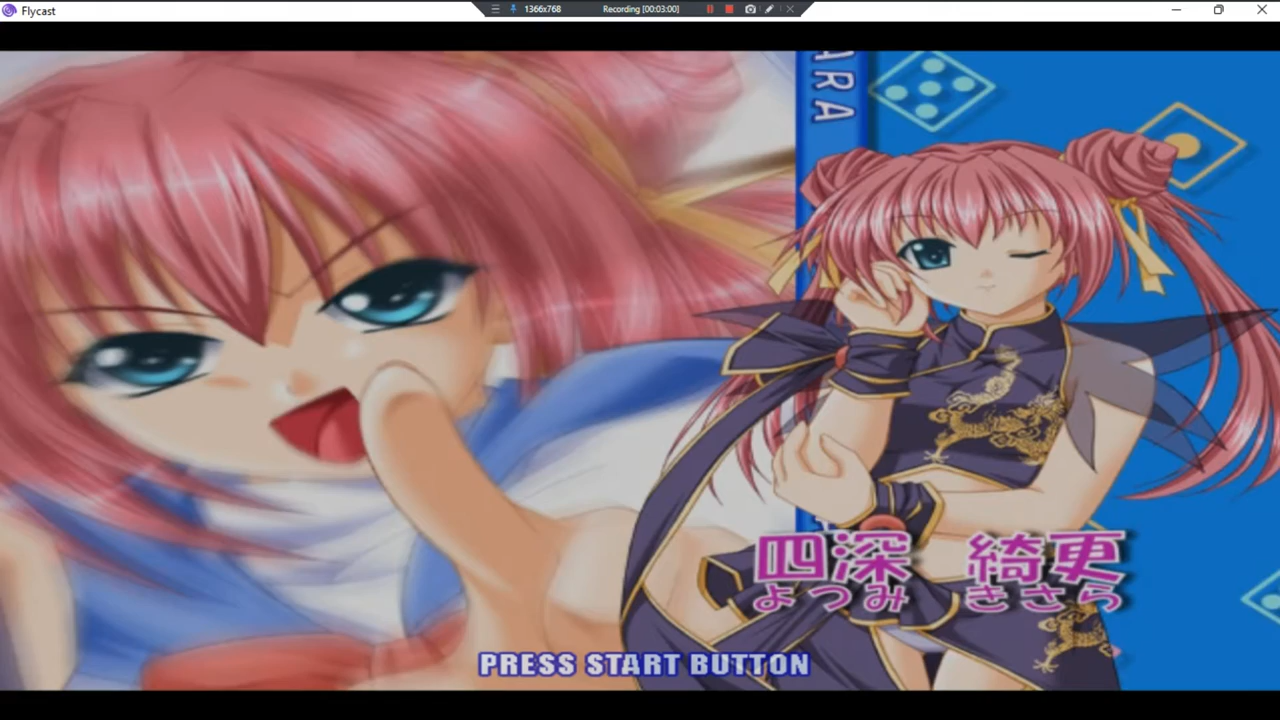 Flycast
1366x768
Recording [00:03:00]
ARA
四深 綺更
よつみ きさら
PRESS START BUTTON